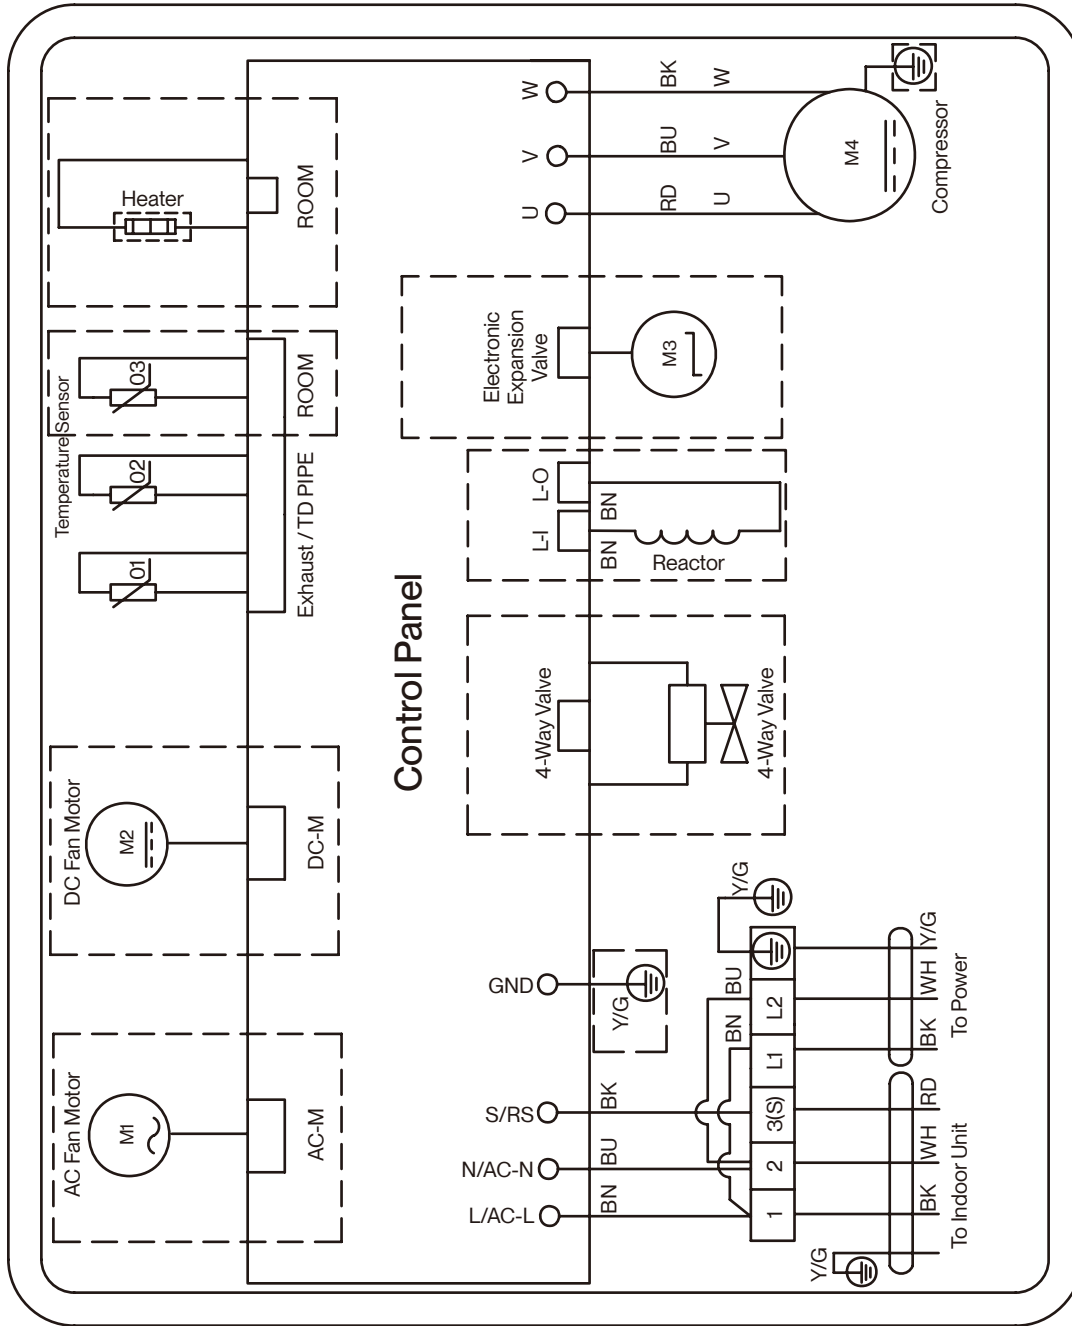 W
BK
W
V
BU
V
U
RD
U
M4
Compressor
Heater
ROOM
Electronic
Expansion
Valve
M3
Temperature Sensor
03
ROOM
02
01
Exhaust / TD PIPE
L-O
BN
L-I
BN
Reactor
Control Panel
4-Way Valve
4-Way Valve
DC Fan Motor
M2
DC-M
GND
Y/G
Y/G
BU
L2
BN
L1
Y/G
WH
BK
To Power
AC Fan Motor
M1
AC-M
S/RS
BK
3(S)
RD
N/AC-N
BU
2
WH
L/AC-L
BN
1
BK
To Indoor Unit
Y/G